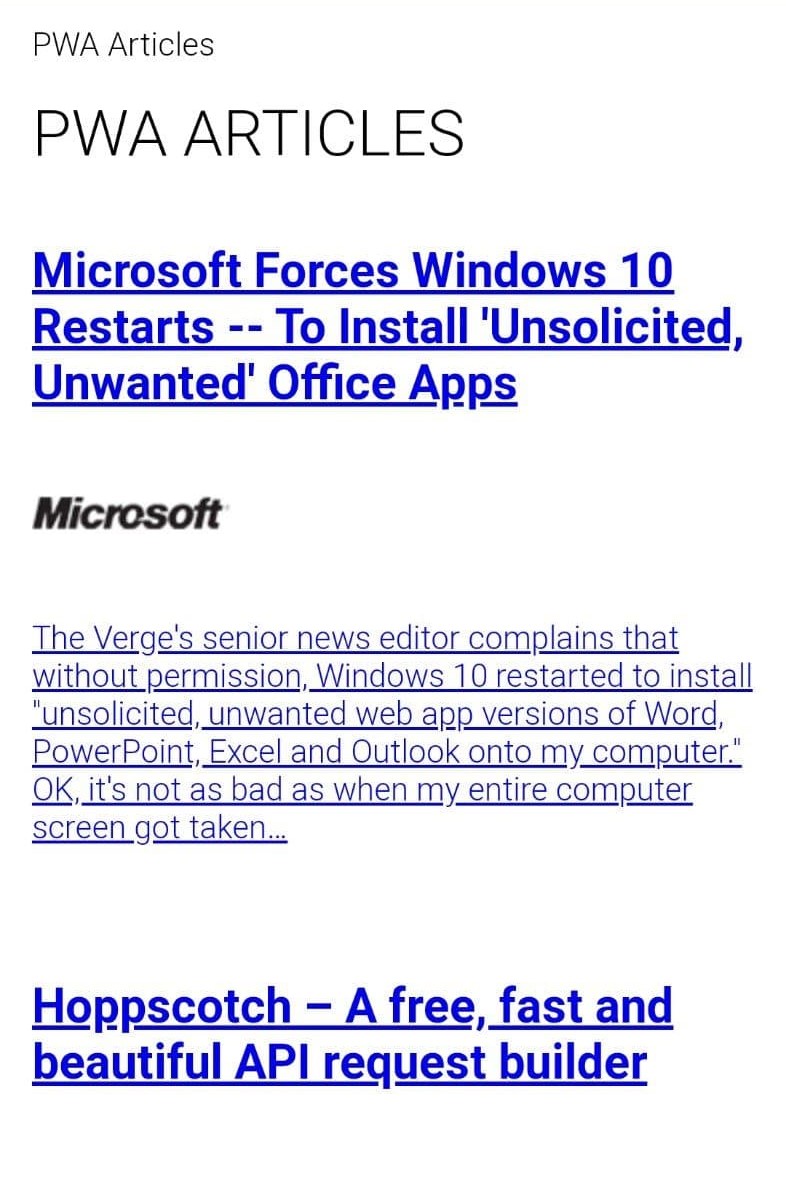 PWA Articles
PWA ARTICLES
Microsoft Forces Windows 10
Restarts -- To Install 'Unsolicited,
Unwanted' Office Apps
Microsoft
The Verge's senior news editor complains that
without permission, Windows 10 restarted to install
"unsolicited, unwanted web app versions of Word,
PowerPoint, Excel and Outlook onto my computer."
OK, it's not as bad as when my entire computer
screen got taken…
Hoppscotch – A free, fast and
beautiful API request builder